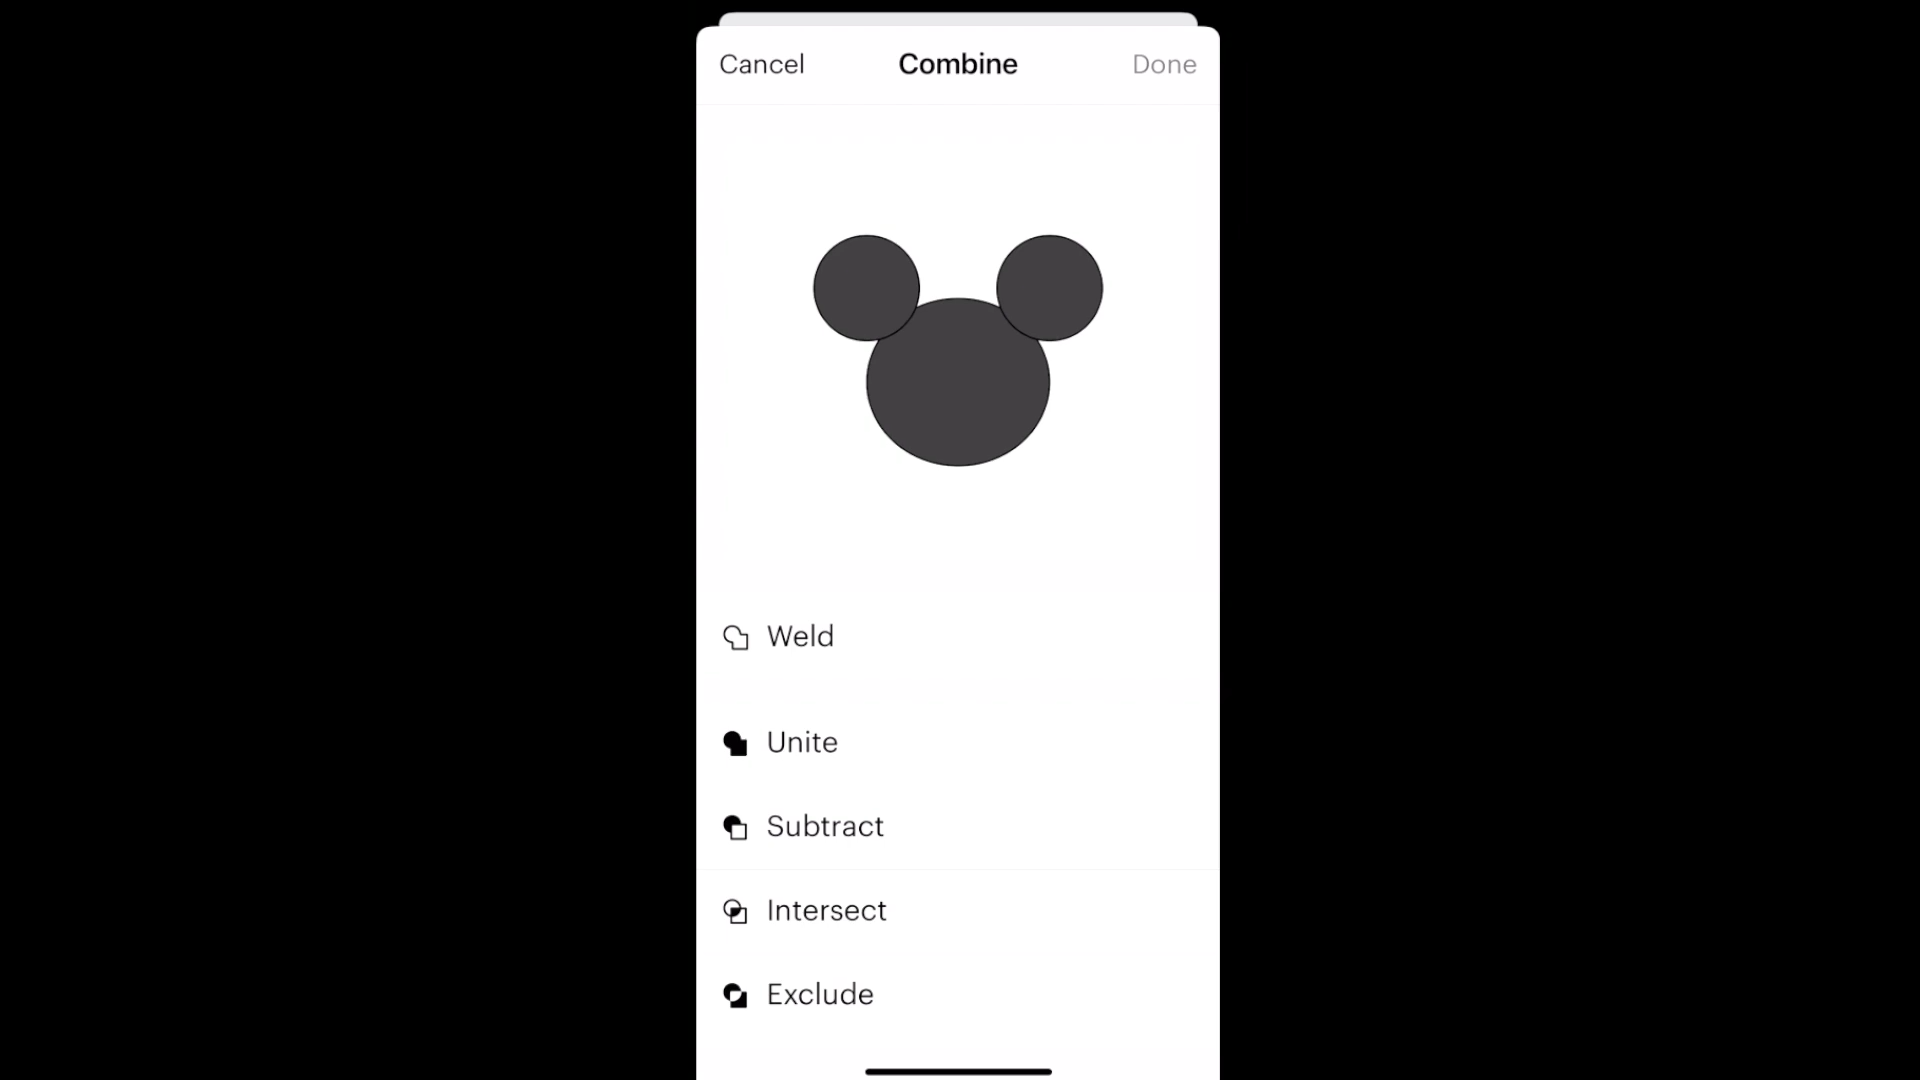 Cancel Combine Done
Weld
Unite
Subtract
Intersect
Exclude